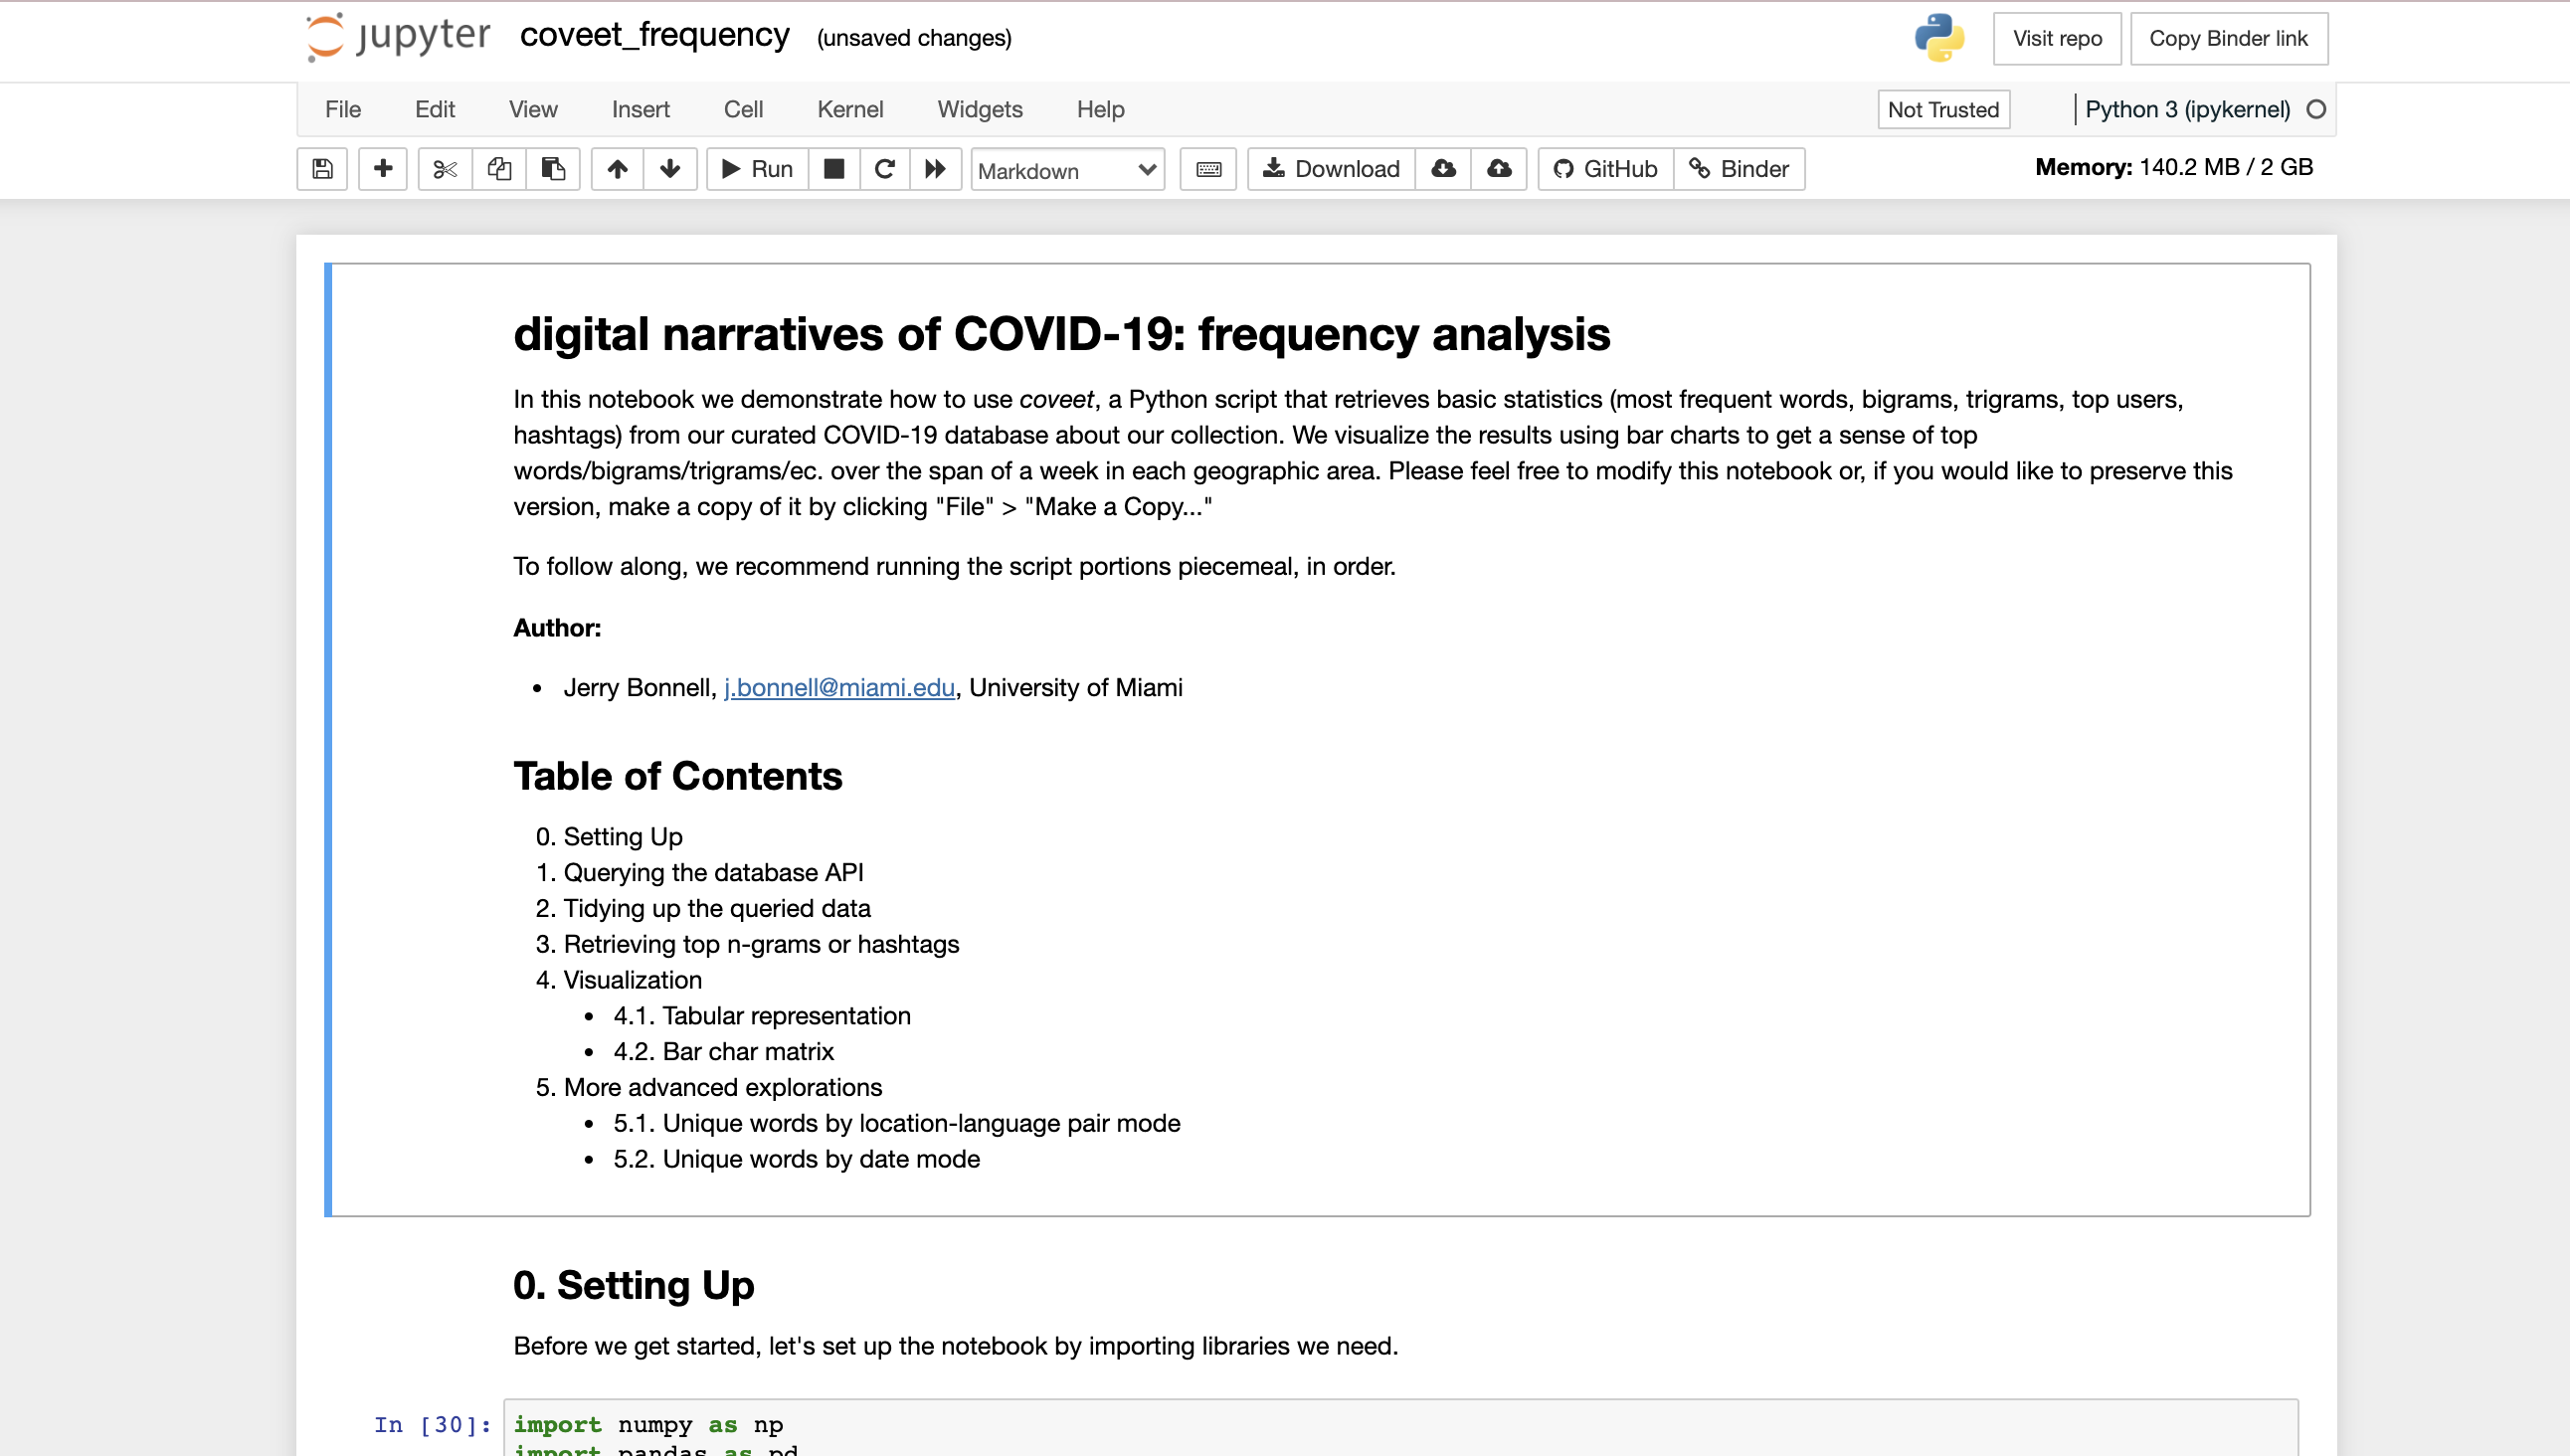 jupyter coveet_frequency (unsaved changes) Visit repo Copy Binder link
File Edit View Insert Cell Kernel Widgets Help Not Trusted Python 3 (ipykernel)
Run Markdown Download GitHub Binder Memory: 140.2 MB / 2 GB
digital narratives of COVID-19: frequency analysis
In this notebook we demonstrate how to use coveet, a Python script that retrieves basic statistics (most frequent words, bigrams, trigrams, top users,
hashtags) from our curated COVID-19 database about our collection. We visualize the results using bar charts to get a sense of top
words/bigrams/trigrams/ec. over the span of a week in each geographic area. Please feel free to modify this notebook or, if you would like to preserve this
version, make a copy of it by clicking "File" > "Make a Copy..."
To follow along, we recommend running the script portions piecemeal, in order.
Author:
• Jerry Bonnell, j.bonnell@miami.edu, University of Miami
Table of Contents
0. Setting Up
1. Querying the database API
2. Tidying up the queried data
3. Retrieving top n-grams or hashtags
4. Visualization
• 4.1. Tabular representation
• 4.2. Bar char matrix
5. More advanced explorations
• 5.1. Unique words by location-language pair mode
• 5.2. Unique words by date mode
0. Setting Up
Before we get started, let's set up the notebook by importing libraries we need.
In [30]: import numpy as np
import pandas as pd